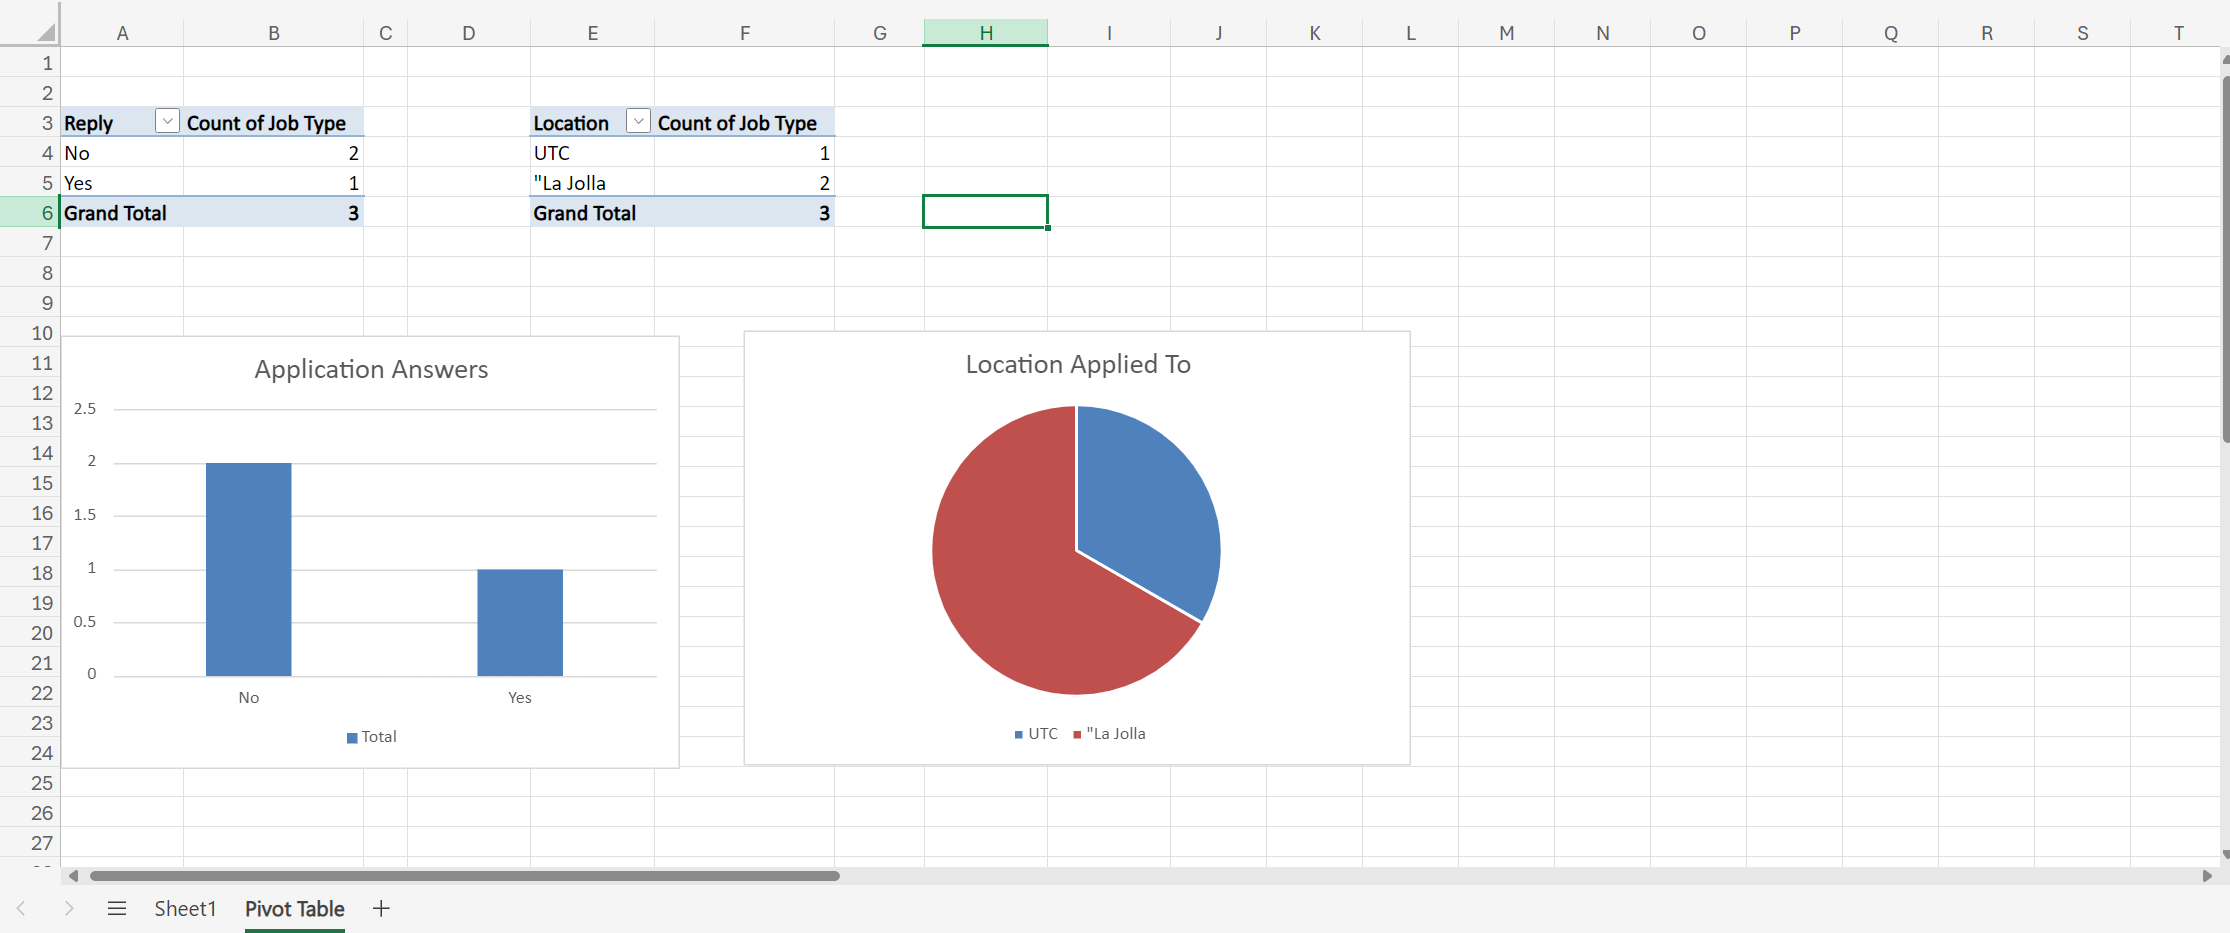 A B C D E F G H I J K L M N O P Q R S T
1
2
3 Reply Count of Job Type Location Count of Job Type
4 No 2 UTC 1
5 Yes 1 "La Jolla 2
6 Grand Total 3 Grand Total 3
7
8
9
10
11
12
13
14
15
16
17
18
19
20
21
22
23
24
25
26
27
Application Answers
2.5
2
1.5
1
0.5
0
No Yes
Total
Location Applied To
UTC "La Jolla
Sheet1 Pivot Table